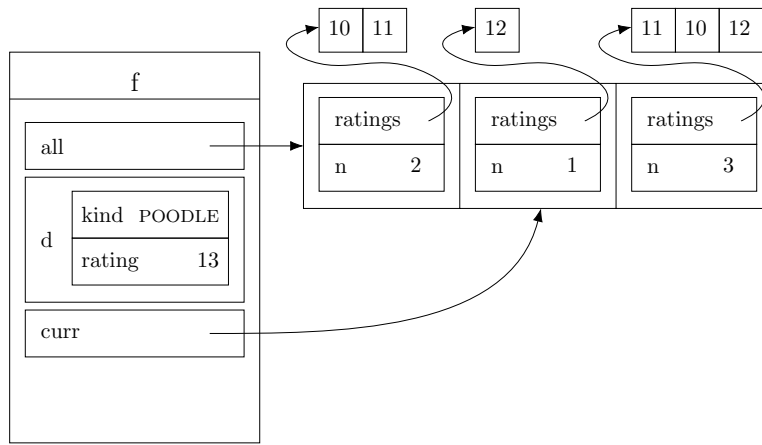 10 11 12 11 10 12
f
ratings ratings ratings
all
n 2 n 1 n 3
kind POODLE
d
rating 13
curr